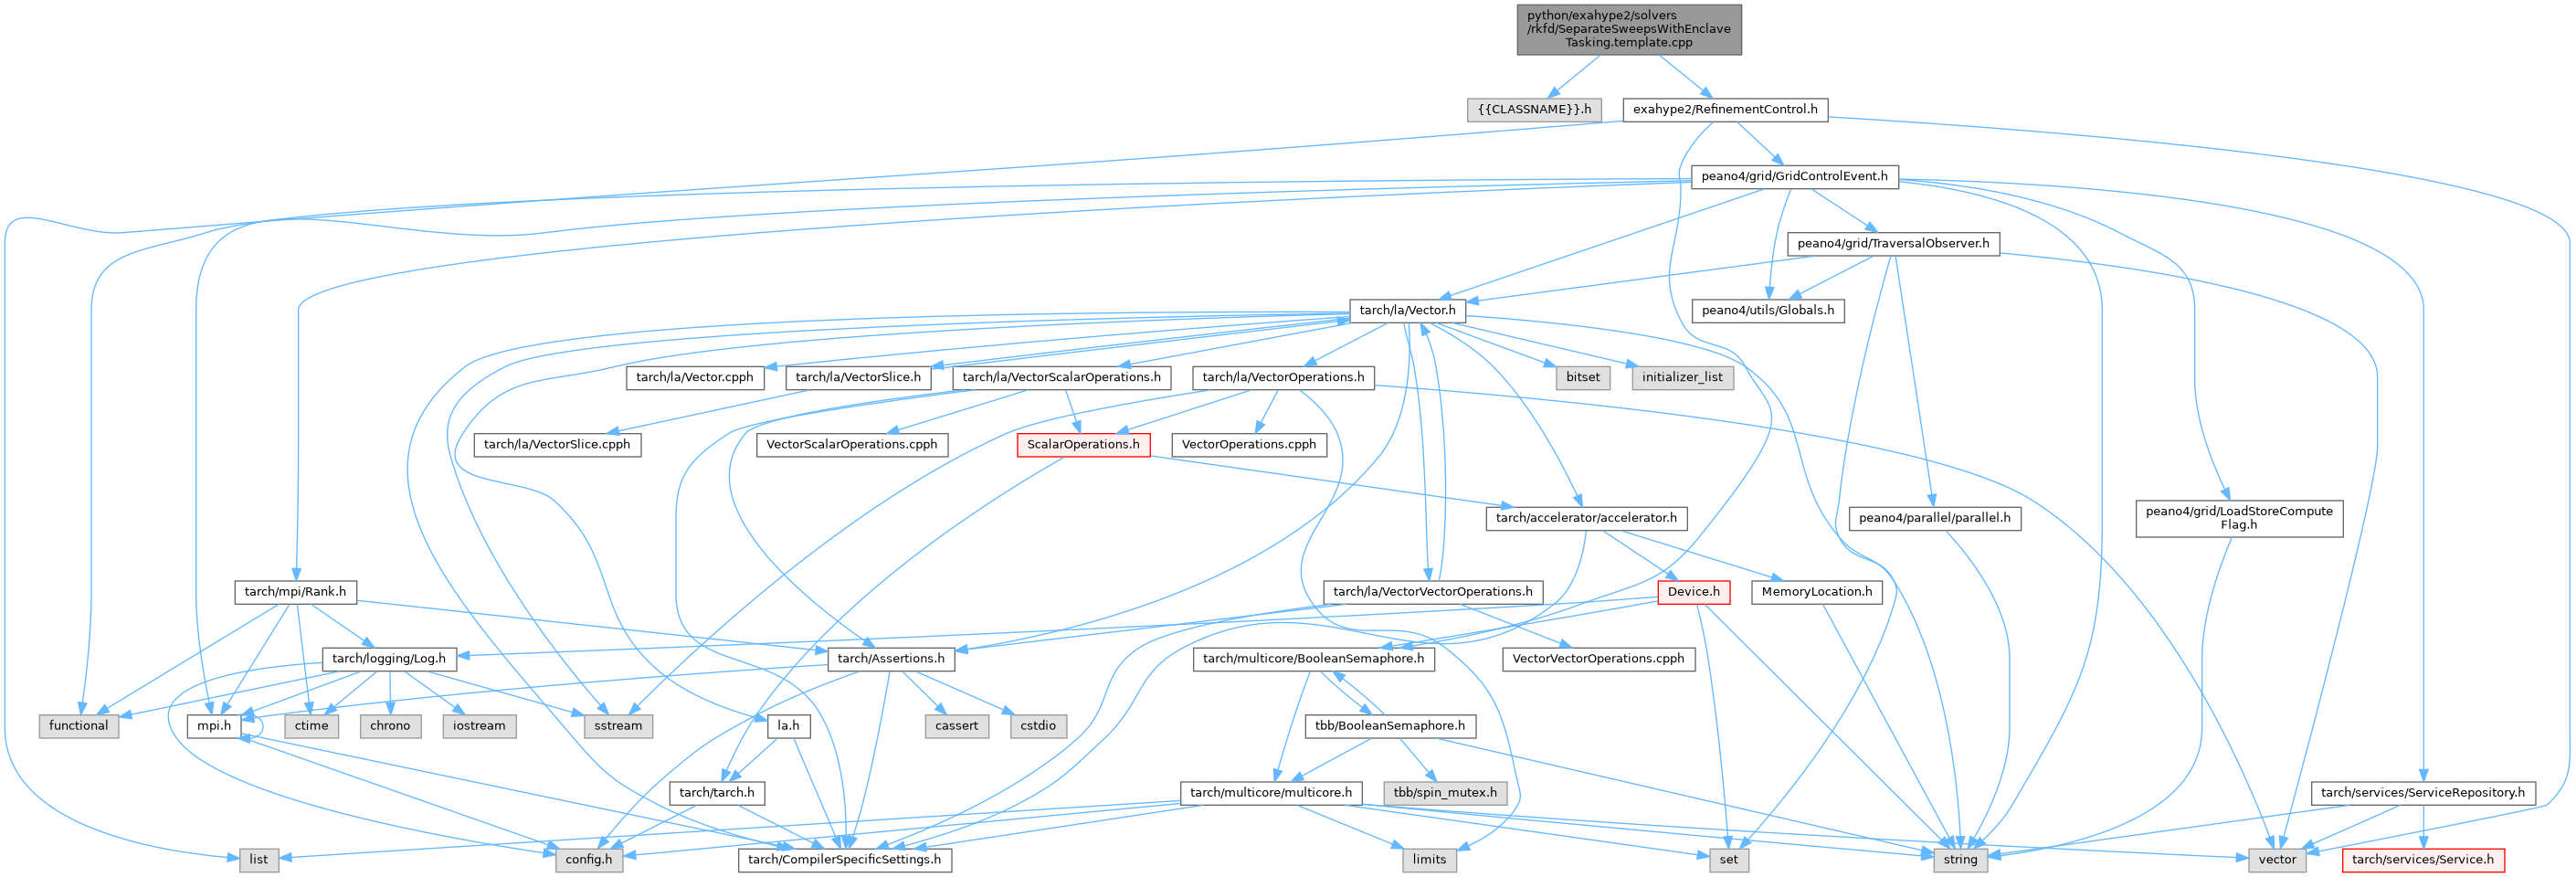 python/exahype2/solvers
/rkfd/SeparateSweepsWithEnclave
Tasking.template.cpp
{{CLASSNAME}}.h
exahype2/RefinementControl.h
peano4/grid/GridControlEvent.h
peano4/grid/TraversalObserver.h
tarch/la/Vector.h
peano4/utils/Globals.h
tarch/la/Vector.cpph
tarch/la/VectorSlice.h
tarch/la/VectorScalarOperations.h
tarch/la/VectorOperations.h
bitset
initializer_list
tarch/la/VectorSlice.cpph
VectorScalarOperations.cpph
ScalarOperations.h
VectorOperations.cpph
tarch/accelerator/accelerator.h
peano4/parallel/parallel.h
peano4/grid/LoadStoreCompute
Flag.h
tarch/mpi/Rank.h
tarch/la/VectorVectorOperations.h
Device.h
MemoryLocation.h
tarch/logging/Log.h
tarch/Assertions.h
tarch/multicore/BooleanSemaphore.h
VectorVectorOperations.cpph
functional
mpi.h
ctime
chrono
iostream
sstream
la.h
cassert
cstdio
tbb/BooleanSemaphore.h
tarch/tarch.h
tarch/multicore/multicore.h
tbb/spin_mutex.h
tarch/services/ServiceRepository.h
list
config.h
tarch/CompilerSpecificSettings.h
limits
set
string
vector
tarch/services/Service.h